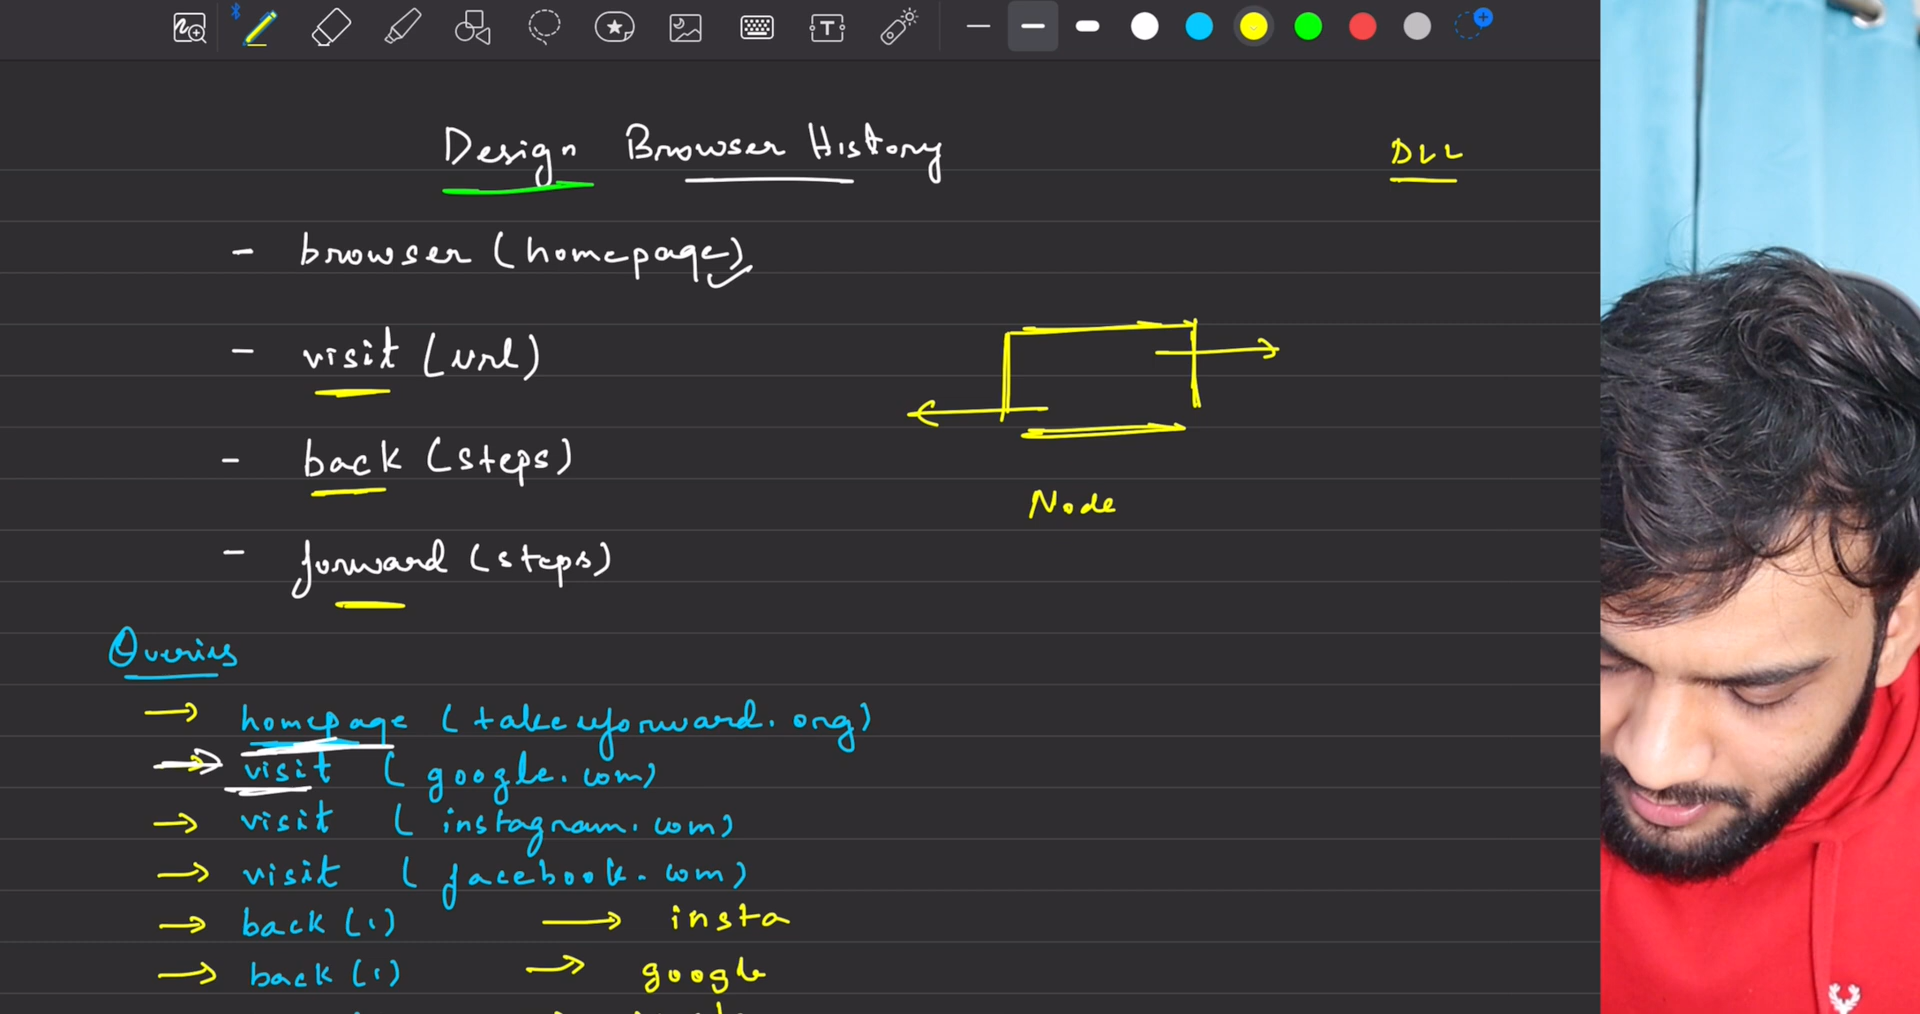 Design Browser History
DLL
- browser (homepage)
- visit (url)
- back (steps)
- forward (steps)
Node
Queries
→ homepage (takeuforward.org)
→ visit (google.com)
→ visit (instagram.com)
→ visit (facebook.com)
→ back (1) → insta
→ back (1) → google